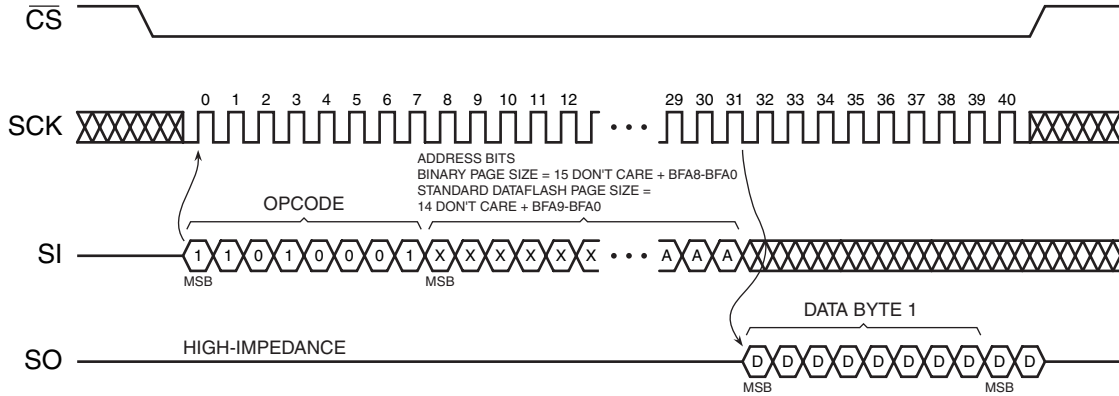 CS
SCK
0 1 2 3 4 5 6 7 8 9 10 11 12 29 30 31 32 33 34 35 36 37 38 39 40
ADDRESS BITS
BINARY PAGE SIZE = 15 DON'T CARE + BFA8-BFA0
STANDARD DATAFLASH PAGE SIZE =
14 DON'T CARE + BFA9-BFA0
OPCODE
SI
1 1 0 1 0 0 0 1 X X X X X X A A A
MSB MSB
DATA BYTE 1
SO
HIGH-IMPEDANCE
D D D D D D D D D D
MSB MSB